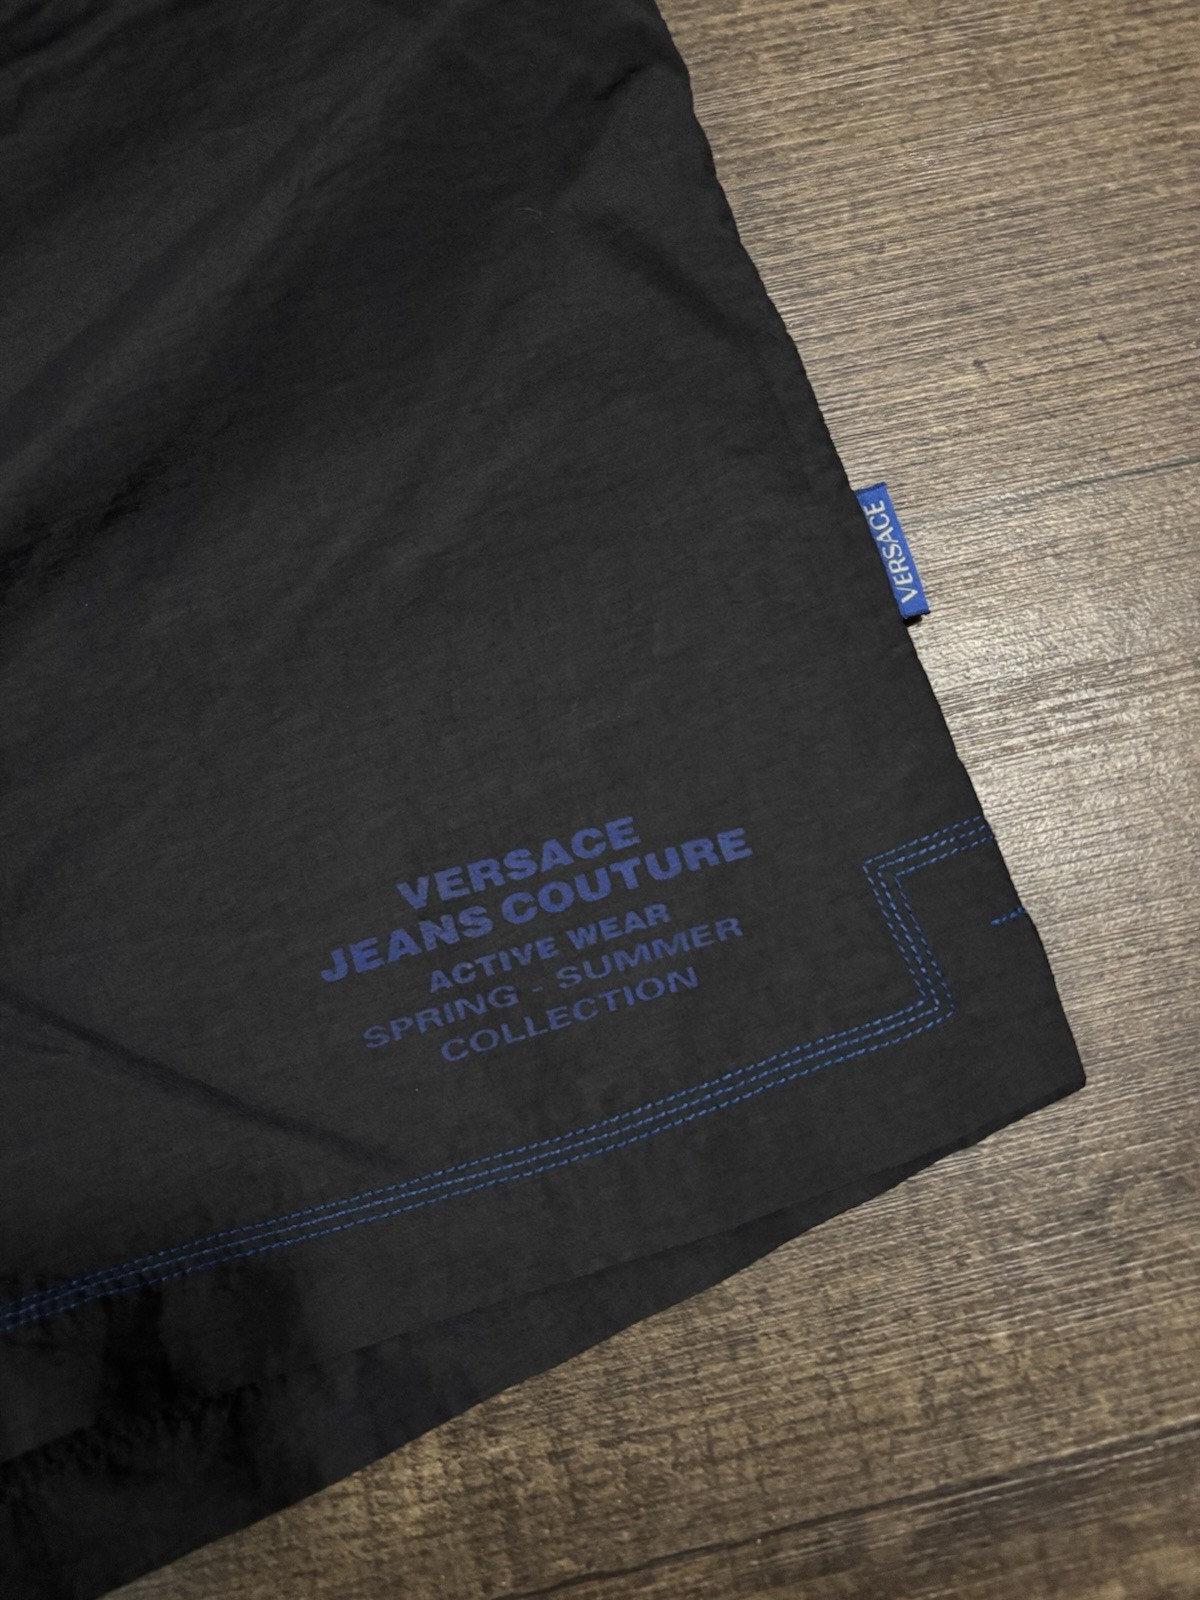 VERSACE
VERSACE
JEANS COUTURE
ACTIVE WEAR
SPRING - SUMMER
COLLECTION